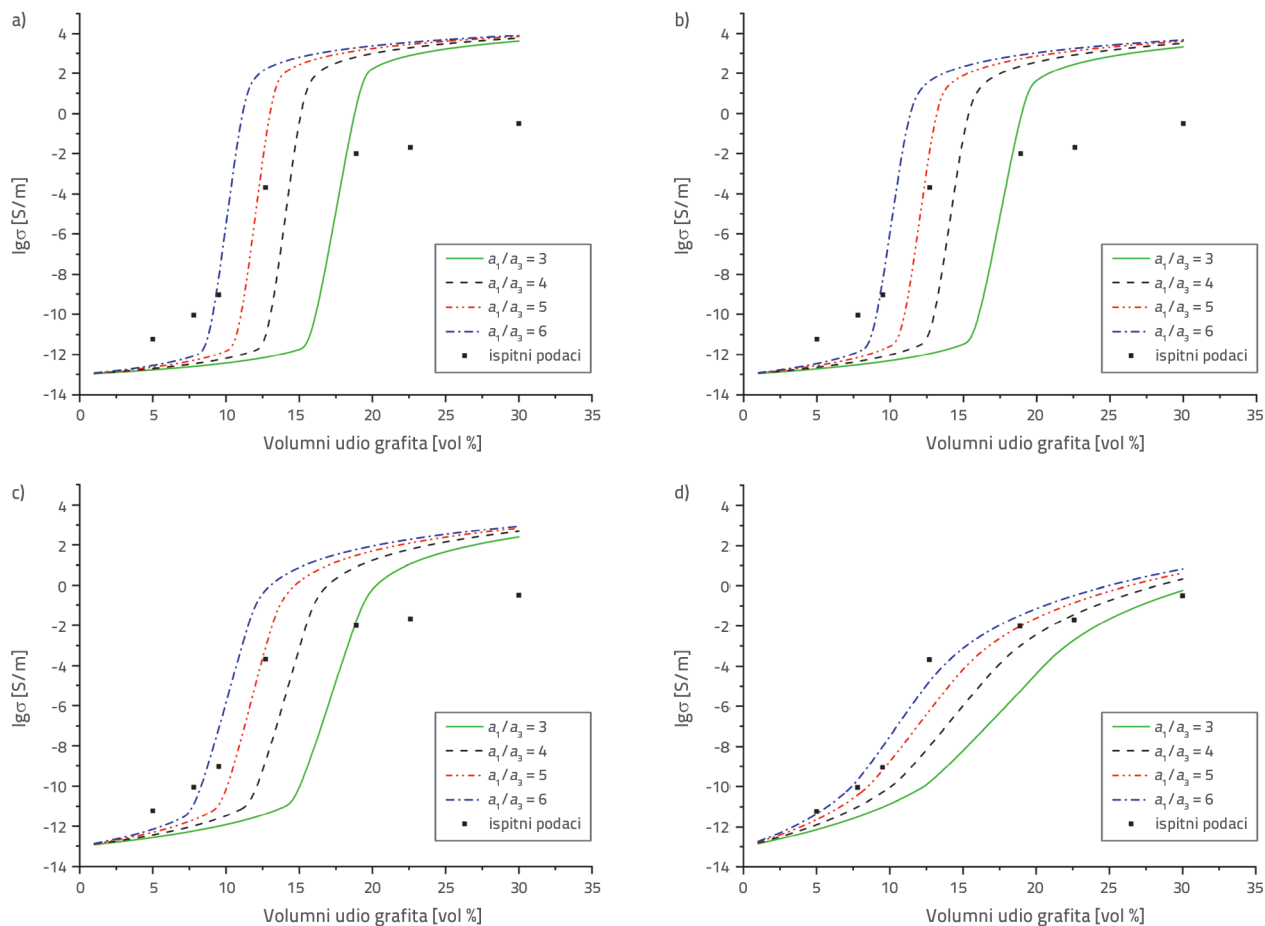 a)
4
2
0
-2
-4
-6
-8
-10
-12
-14
lgσ [S/m]
0 5 10 15 20 25 30 35
Volumni udio grafita [vol %]
a₁/a₃ = 3
a₁/a₃ = 4
a₁/a₃ = 5
a₁/a₃ = 6
ispitni podaci
b)
4
2
0
-2
-4
-6
-8
-10
-12
-14
lgσ [S/m]
0 5 10 15 20 25 30 35
Volumni udio grafita [vol %]
a₁/a₃ = 3
a₁/a₃ = 4
a₁/a₃ = 5
a₁/a₃ = 6
ispitni podaci
c)
4
2
0
-2
-4
-6
-8
-10
-12
-14
lgσ [S/m]
0 5 10 15 20 25 30 35
Volumni udio grafita [vol %]
a₁/a₃ = 3
a₁/a₃ = 4
a₁/a₃ = 5
a₁/a₃ = 6
ispitni podaci
d)
4
2
0
-2
-4
-6
-8
-10
-12
-14
lgσ [S/m]
0 5 10 15 20 25 30 35
Volumni udio grafita [vol %]
a₁/a₃ = 3
a₁/a₃ = 4
a₁/a₃ = 5
a₁/a₃ = 6
ispitni podaci